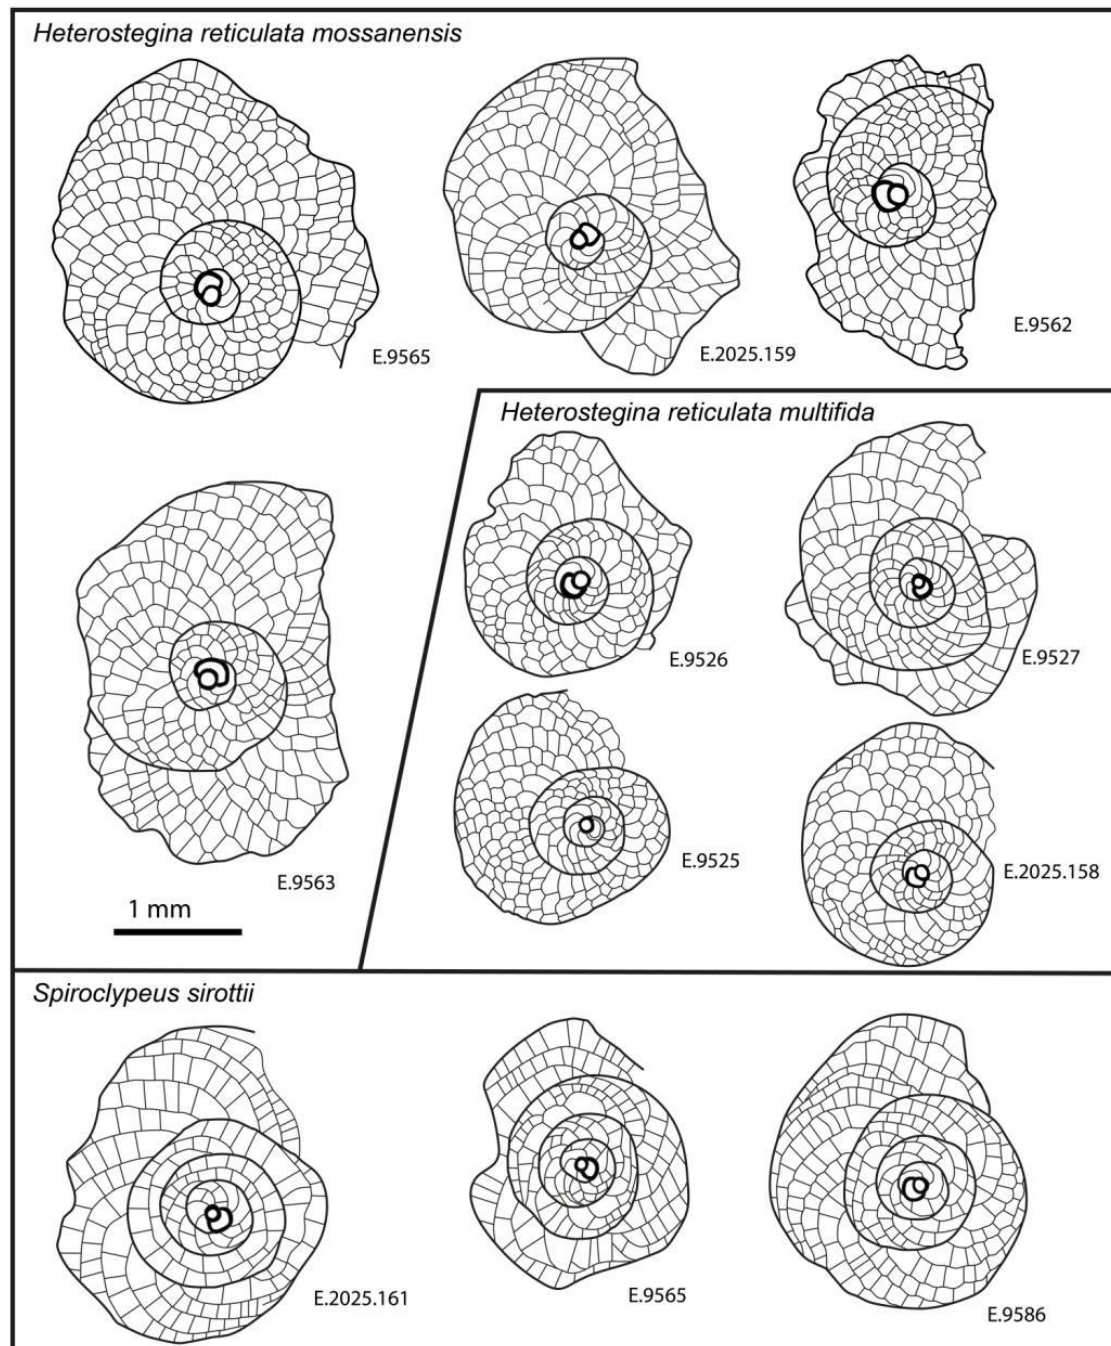 Heterostegina reticulata mossanensis
E.9565
E.2025.159
E.9562
Heterostegina reticulata multifida
E.9526
E.9527
E.9563
1 mm
E.9525
E.2025.158
Spiroclypeus sirottii
E.2025.161
E.9565
E.9586